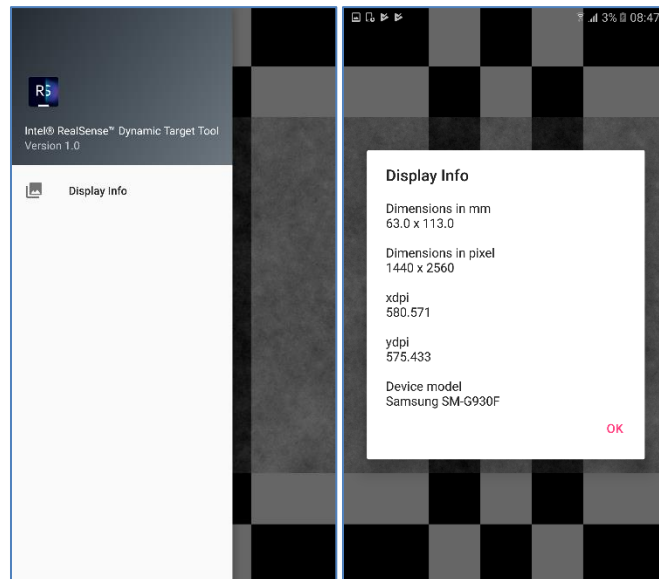 RS
Intel® RealSense™ Dynamic Target Tool
Version 1.0
Display Info
3% 08:47
Display Info
Dimensions in mm
63.0 x 113.0
Dimensions in pixel
1440 x 2560
xdpi
580.571
ydpi
575.433
Device model
Samsung SM-G930F
OK